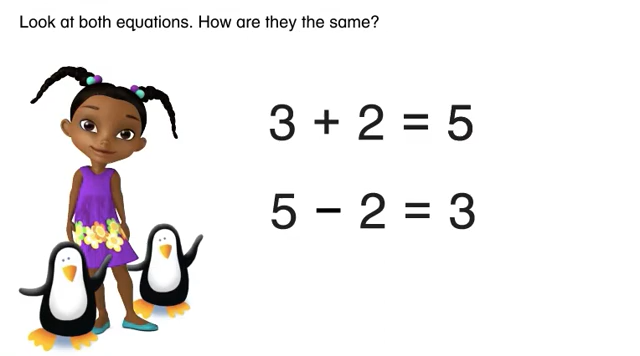 Look at both equations. How are they the same?
3 + 2 = 5
5 − 2 = 3